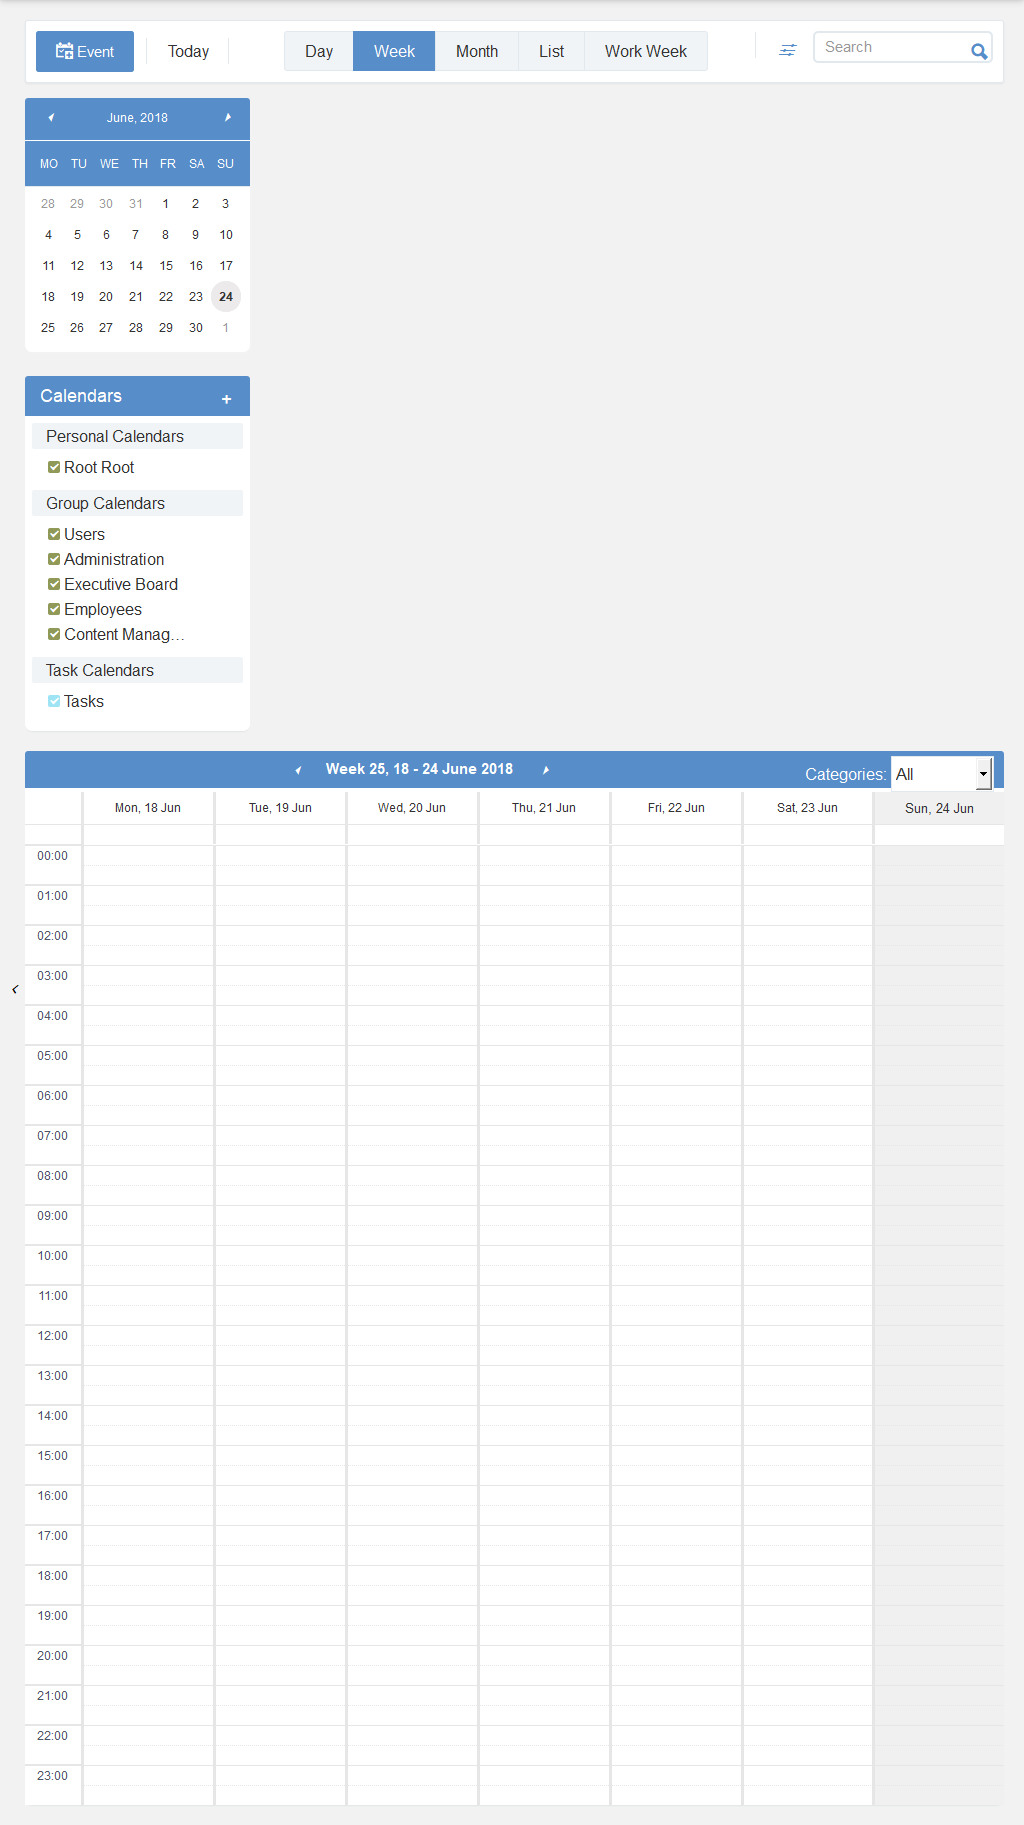 Event Today Day Week Month List Work Week Search
June, 2018
MO TU WE TH FR SA SU
28 29 30 31 1 2 3
4 5 6 7 8 9 10
11 12 13 14 15 16 17
18 19 20 21 22 23 24
25 26 27 28 29 30 1
Calendars +
Personal Calendars
Root Root
Group Calendars
Users
Administration
Executive Board
Employees
Content Manag...
Task Calendars
Tasks
Week 25, 18 - 24 June 2018 Categories: All
Mon, 18 Jun Tue, 19 Jun Wed, 20 Jun Thu, 21 Jun Fri, 22 Jun Sat, 23 Jun Sun, 24 Jun
00:00
01:00
02:00
03:00
04:00
05:00
06:00
07:00
08:00
09:00
10:00
11:00
12:00
13:00
14:00
15:00
16:00
17:00
18:00
19:00
20:00
21:00
22:00
23:00